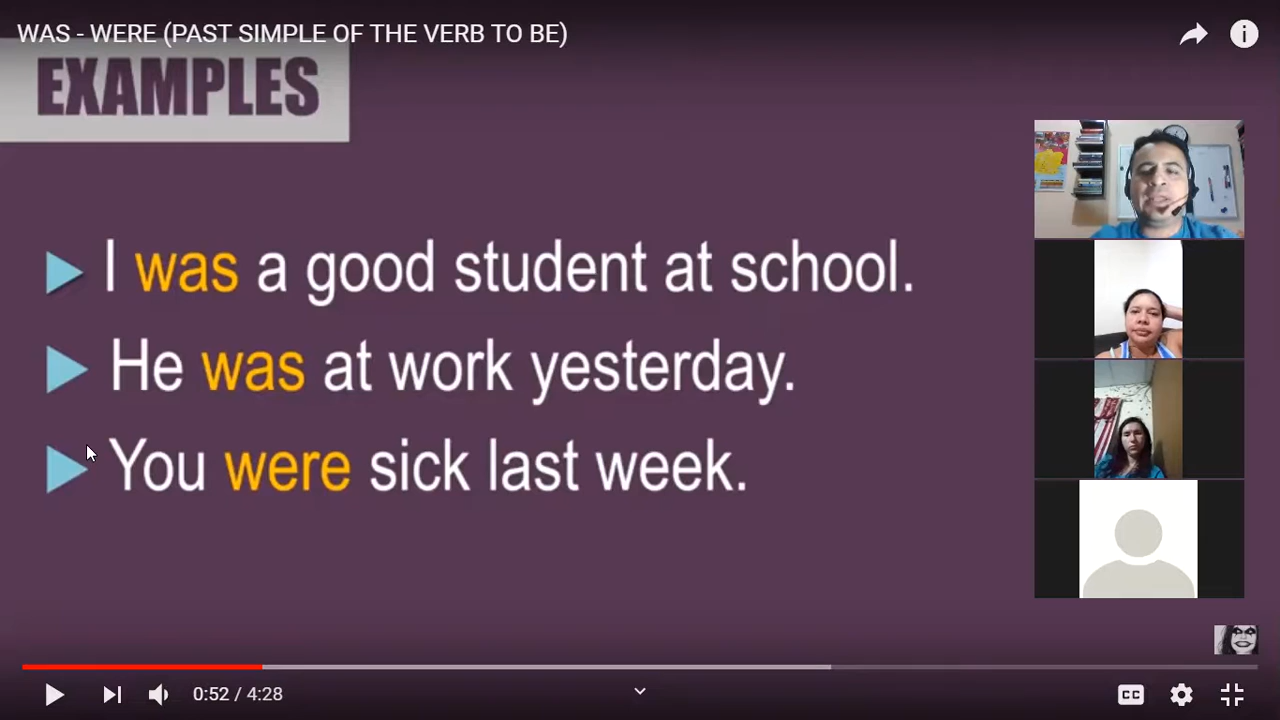 WAS - WERE (PAST SIMPLE OF THE VERB TO BE)
EXAMPLES
I was a good student at school.
He was at work yesterday.
You were sick last week.
0:52 / 4:28
CC